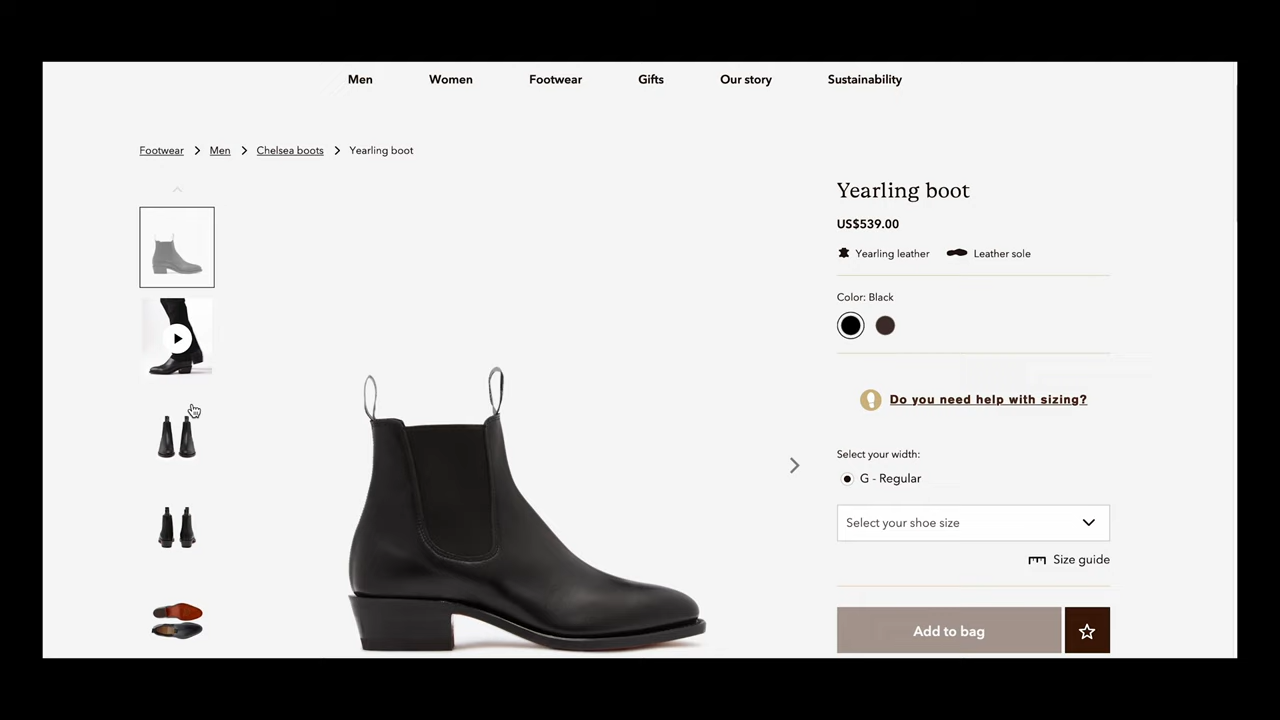 Men Women Footwear Gifts Our story Sustainability
Footwear Men Chelsea boots Yearling boot
Yearling boot
US$539.00
Yearling leather Leather sole
Color: Black
Do you need help with sizing?
Select your width:
G - Regular
Select your shoe size
Size guide
Add to bag